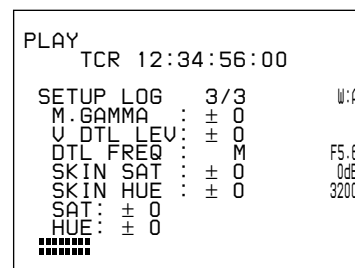 PLAY
TCR 12:34:56:00
SETUP LOG 3/3
M.GAMMA : ± 0
V DTL LEV: ± 0
DTL FREQ : M
SKIN SAT : ± 0
SKIN HUE : ± 0
SAT: ± 0
HUE: ± 0
F5.6
0dB
3200